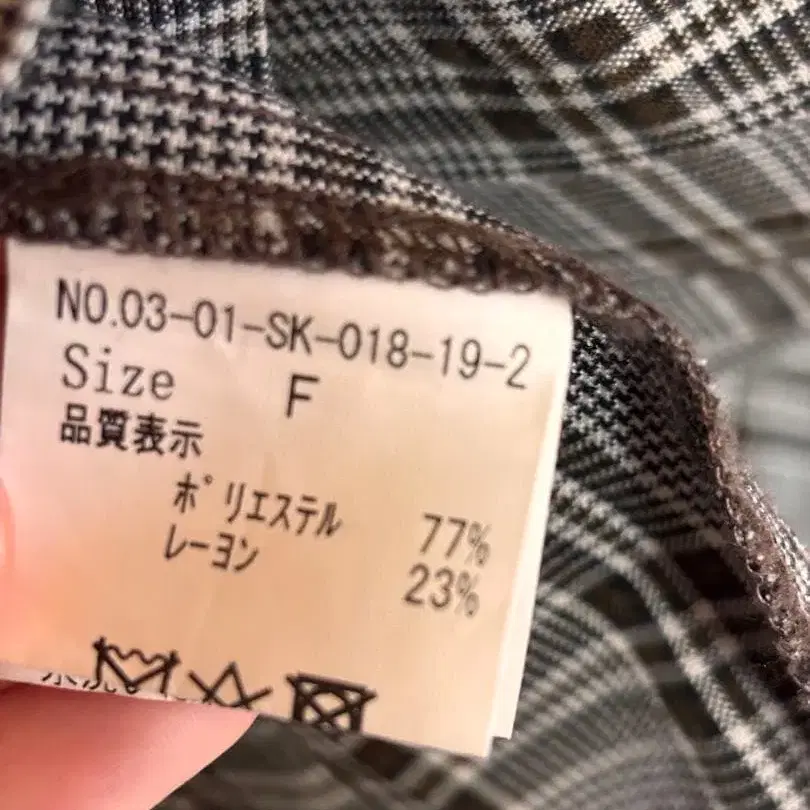 NO.03-01-SK-018-19-2
Size F
品質表示
ポリエステル 77%
レーヨン 23%